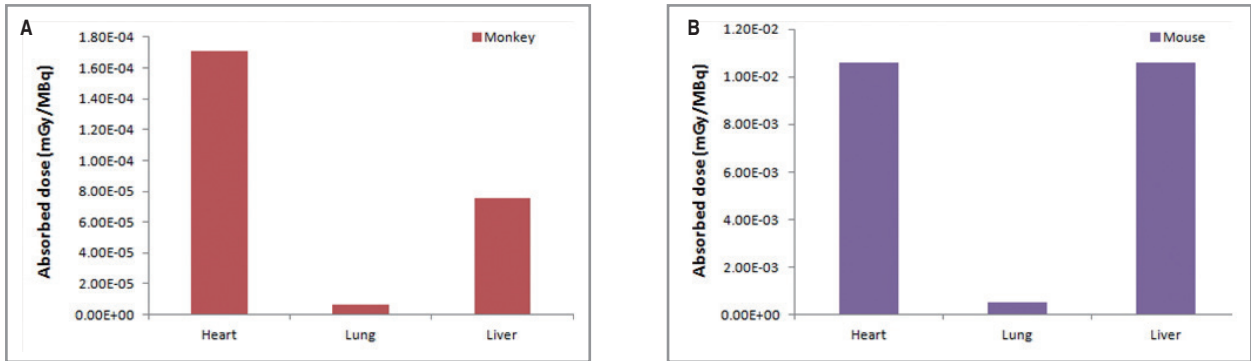 A
Monkey
Absorbed dose (mGy/MBq)
1.80E-04
1.60E-04
1.40E-04
1.20E-04
1.00E-04
8.00E-05
6.00E-05
4.00E-05
2.00E-05
0.00E+00
Heart Lung Liver
B
Mouse
Absorbed dose (mGy/MBq)
1.20E-02
1.00E-02
8.00E-03
6.00E-03
4.00E-03
2.00E-03
0.00E+00
Heart Lung Liver